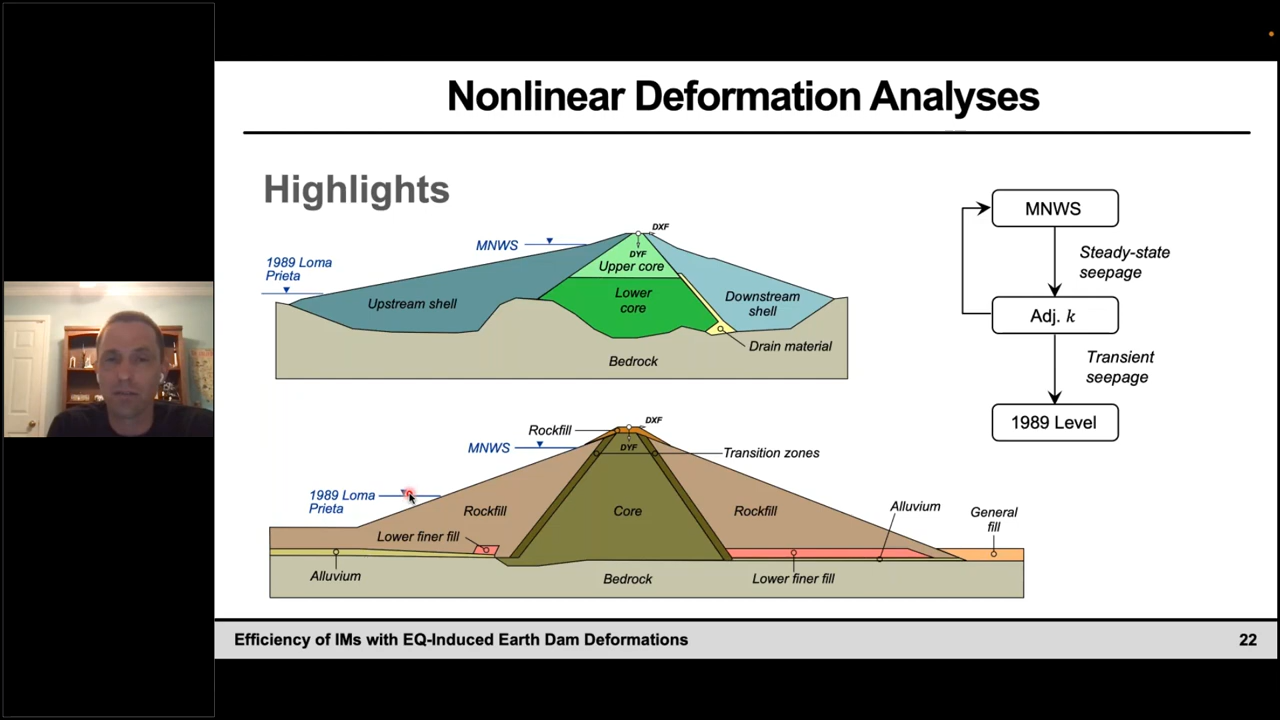 Nonlinear Deformation Analyses
Highlights
DXF
MNWS
DYF
1989 Loma
Prieta
Upper core
Upstream shell
Lower
core
Downstream
shell
Drain material
Bedrock
MNWS
Steady-state
seepage
Adj. k
Transient
seepage
1989 Level
DXF
Rockfill
MNWS
DYF
Transition zones
1989 Loma
Prieta
Rockfill
Core
Rockfill
Alluvium
General
fill
Lower finer fill
Alluvium
Bedrock
Lower finer fill
Efficiency of IMs with EQ-Induced Earth Dam Deformations
22